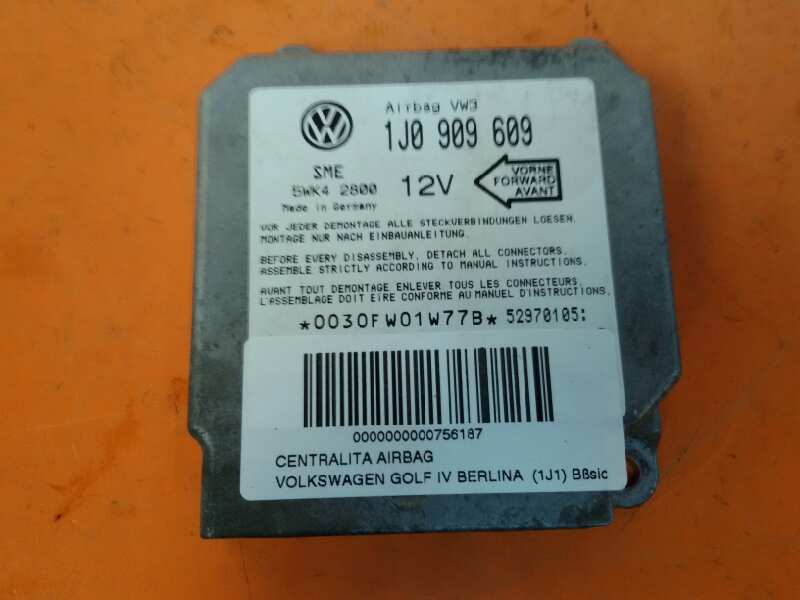 Airbag VW3
1J0 909 609
SME
5WK4 2800
Made in Germany
12V
VORNE
FORWARD
AVANT
VOR JEDER DEMONTAGE ALLE STECKVERBINDUNGEN LOESEN.
MONTAGE NUR NACH EINBAUANLEITUNG.
BEFORE EVERY DISASSEMBLY, DETACH ALL CONNECTORS.
ASSEMBLE STRICTLY ACCORDING TO MANUAL INSTRUCTIONS.
AVANT TOUT DEMONTAGE ENLEVER TOUS LES CONNECTEURS.
L'ASSEMBLAGE DOIT EIRE CONFORME AU MANUEL D'INSTRUCTIONS.
*0030FW01W77B* 52970105:
0000000000756187
CENTRALITA AIRBAG
VOLKSWAGEN GOLF IV BERLINA (1J1) Bßsic